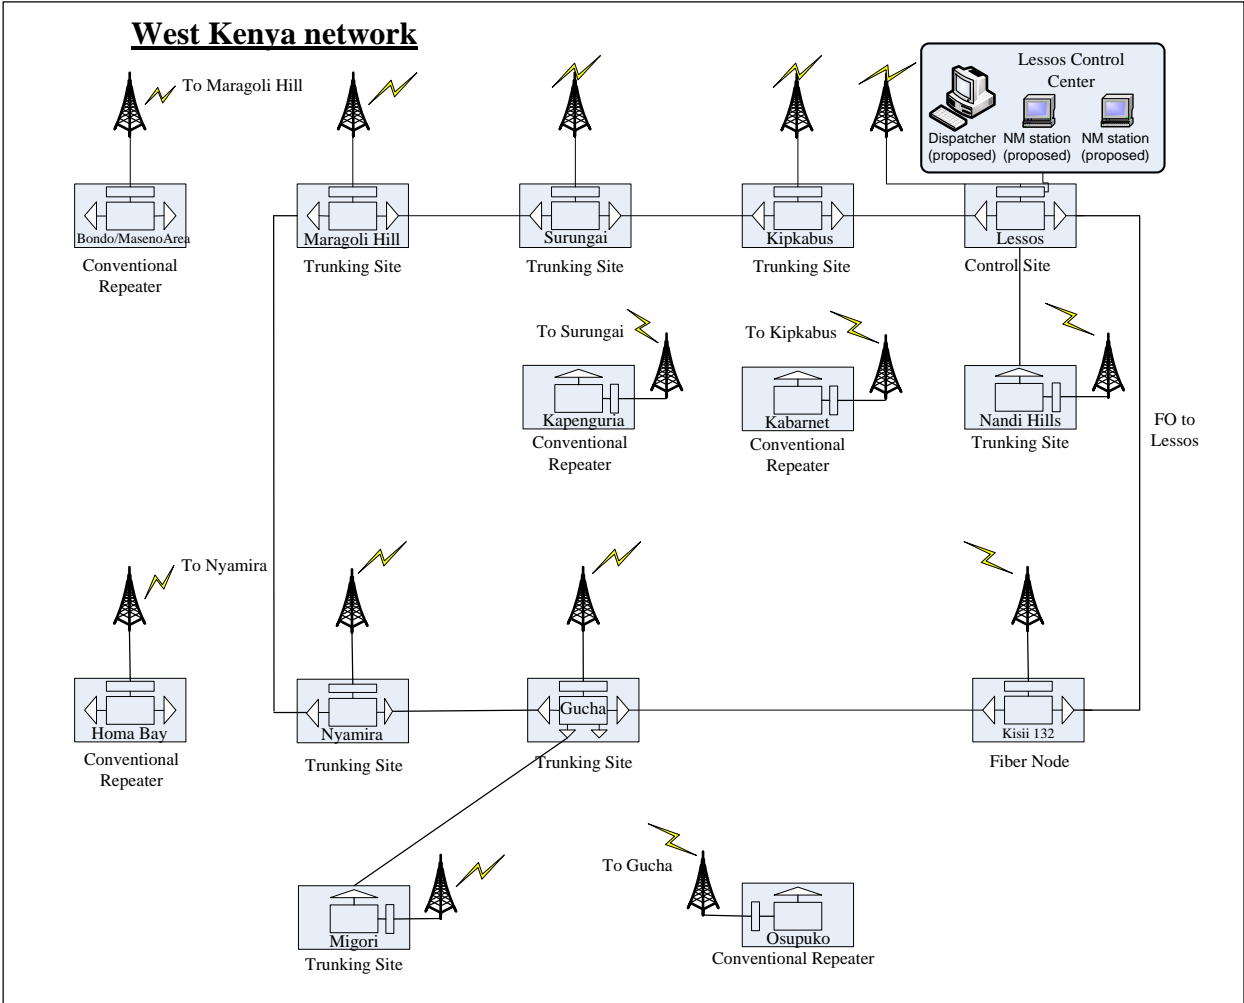 West Kenya network
To Maragoli Hill
Lessos Control
Center
Dispatcher
(proposed)
NM station
(proposed)
NM station
(proposed)
Bondo/MasenoArea
Conventional
Repeater
Maragoli Hill
Trunking Site
Surungai
Trunking Site
Kipkabus
Trunking Site
Lessos
Control Site
To Surungai
Kapenguria
Conventional
Repeater
To Kipkabus
Kabarnet
Conventional
Repeater
Nandi Hills
Trunking Site
FO to
Lessos
To Nyamira
Homa Bay
Conventional
Repeater
Nyamira
Trunking Site
Gucha
Trunking Site
Kisii 132
Fiber Node
Migori
Trunking Site
To Gucha
Osupuko
Conventional Repeater